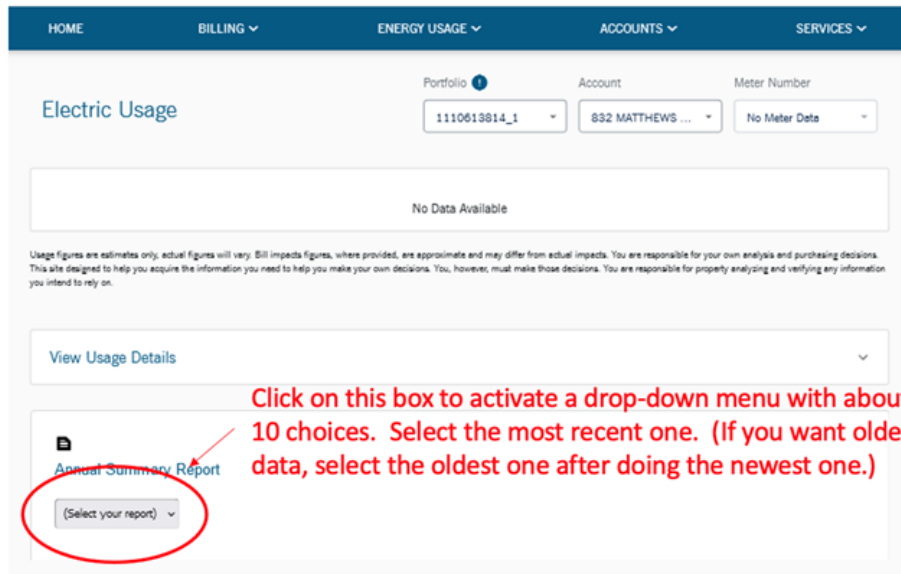 HOME BILLING ENERGY USAGE ACCOUNTS SERVICES
Portfolio Account Meter Number
Electric Usage
1110613814_1 832 MATTHEWS ... No Meter Data
No Data Available
Usage figures are estimates only, actual figures will vary. Bill impacts figures, where provided, are approximate and may differ from actual impacts. You are responsible for your own analysis and purchasing decisions.
This site designed to help you acquire the information you need to help you make your own decisions. You, however, must make those decisions. You are responsible for property analyzing and verifying any information
you intend to rely on.
View Usage Details
Click on this box to activate a drop-down menu with abou
10 choices. Select the most recent one. (If you want olde
data, select the oldest one after doing the newest one.)
Annual Summary Report
(Select your report)